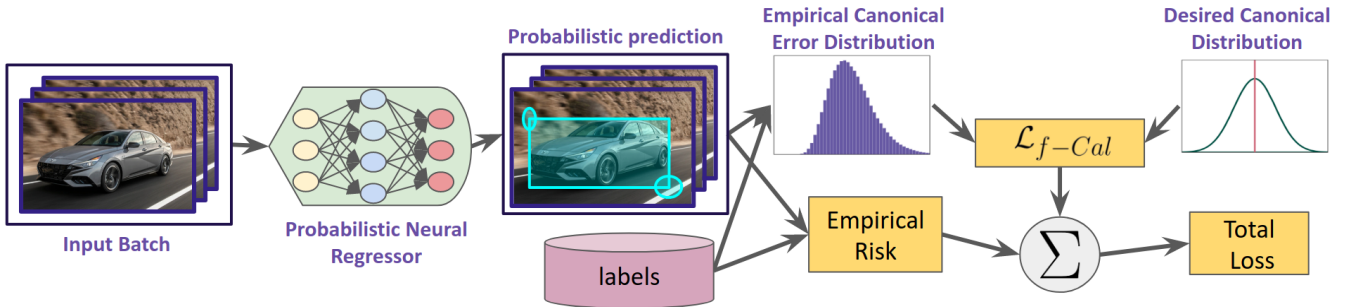 Input Batch
Probabilistic Neural
Regressor
Probabilistic prediction
labels
Empirical Canonical
Error Distribution
Empirical
Risk
Desired Canonical
Distribution
ℒ_{f−Cal}
Σ
Total
Loss